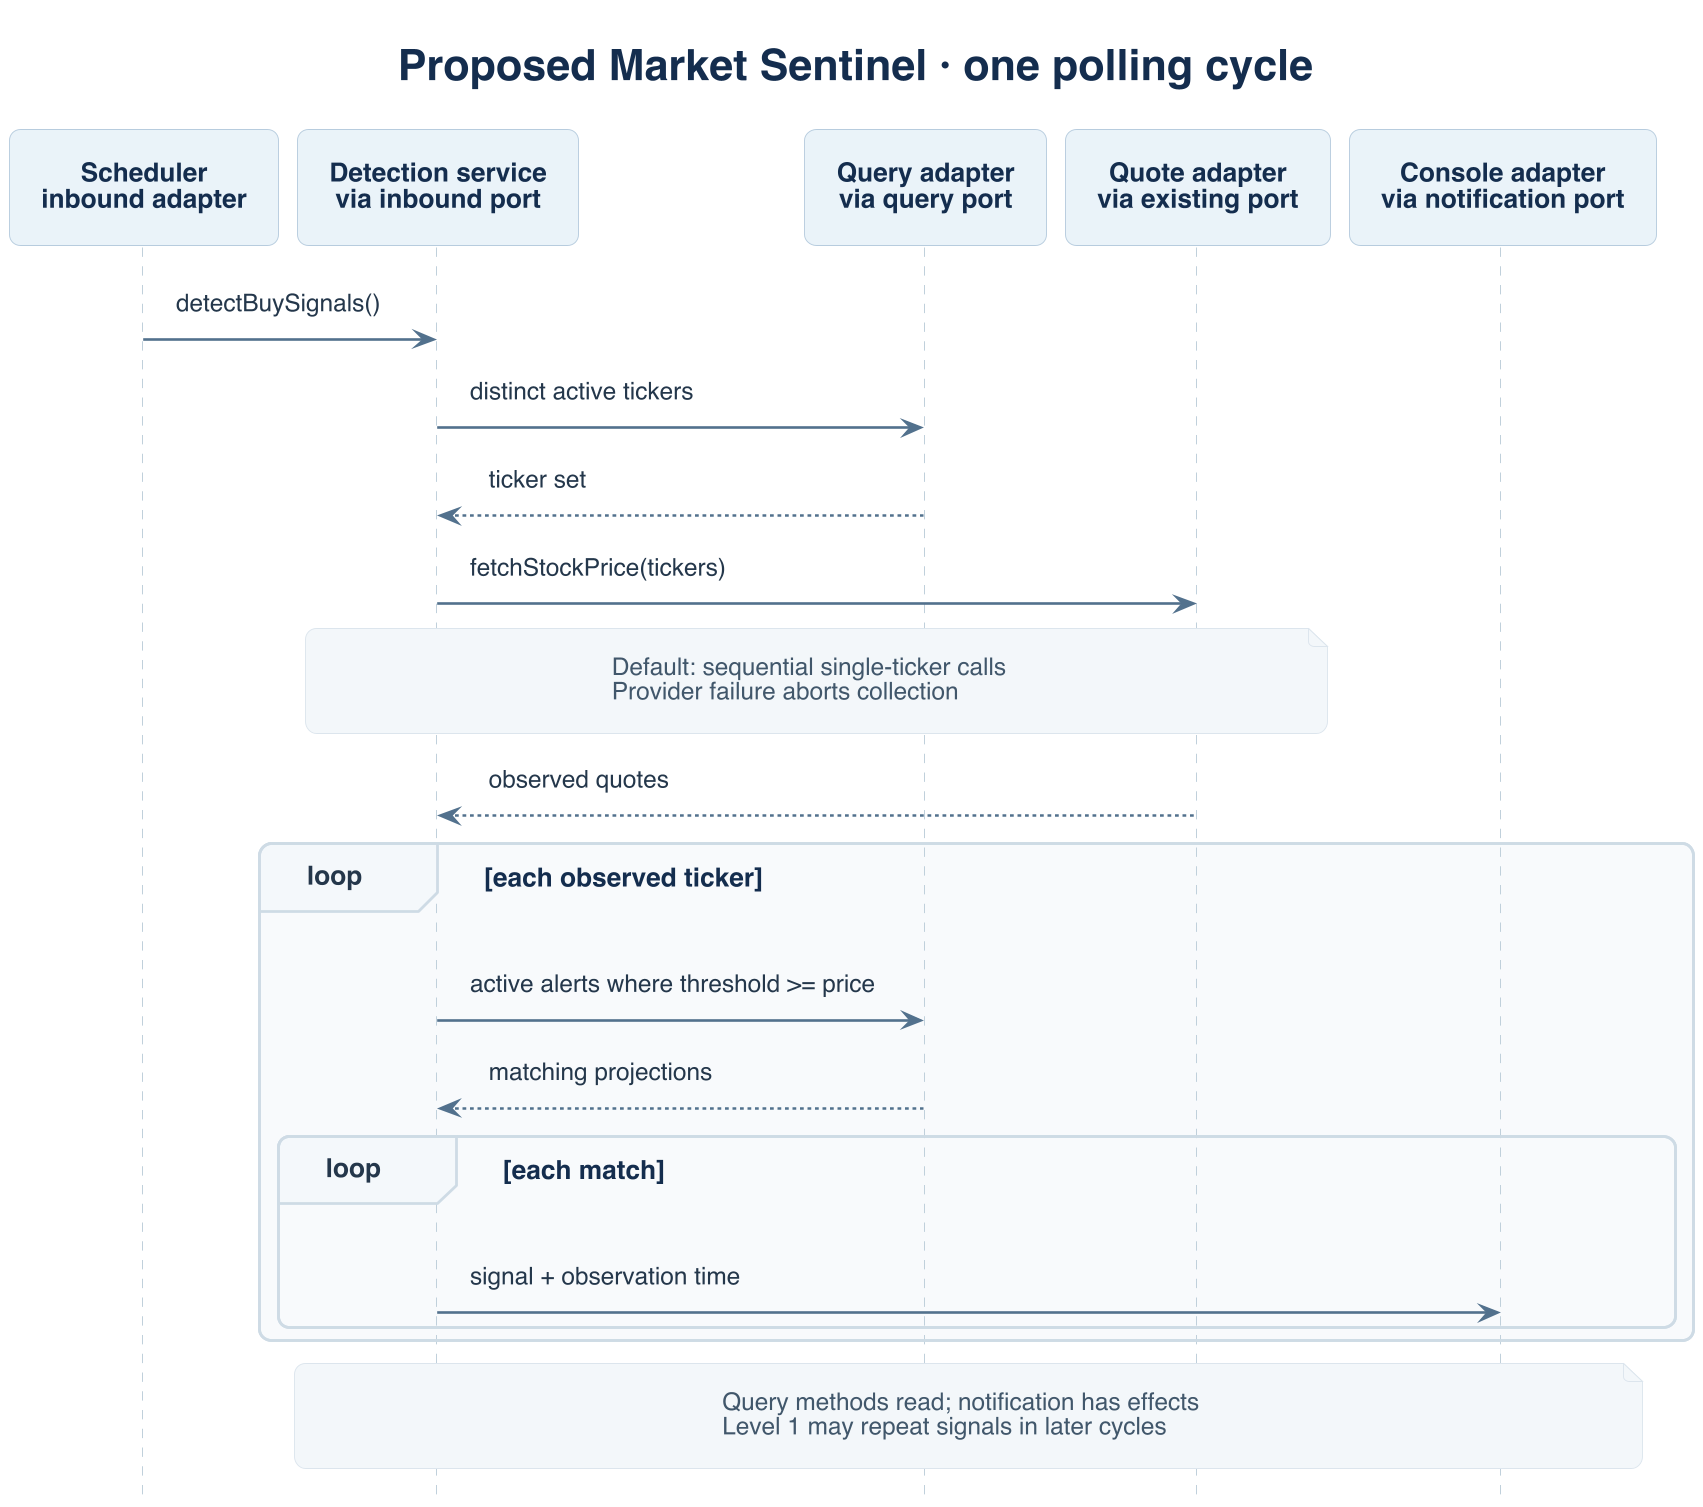 Proposed Market Sentinel · one polling cycle
Scheduler
inbound adapter
Detection service
via inbound port
Query adapter
via query port
Quote adapter
via existing port
Console adapter
via notification port
detectBuySignals()
distinct active tickers
ticker set
fetchStockPrice(tickers)
Default: sequential single-ticker calls
Provider failure aborts collection
observed quotes
loop
[each observed ticker]
active alerts where threshold >= price
matching projections
loop
[each match]
signal + observation time
Query methods read; notification has effects
Level 1 may repeat signals in later cycles